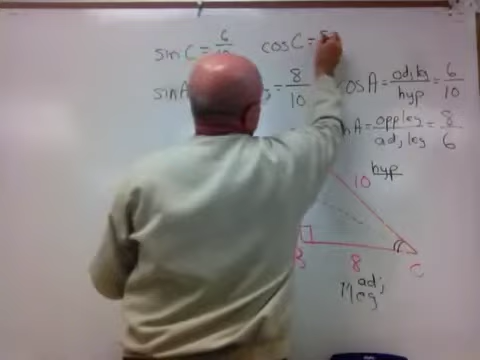 sin C = 6/10 cos C = 8
sin A = 8/10 cos A = adj leg/hyp = 6/10
A = opp leg/adj leg = 8/6
10 hyp
B 8 C
adj
leg